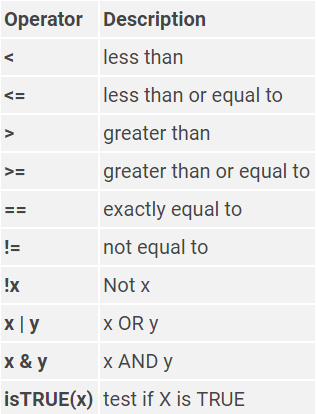 Operator Description
< less than
<= less than or equal to
> greater than
>= greater than or equal to
== exactly equal to
!= not equal to
!x Not x
x | y x OR y
x & y x AND y
isTRUE(x) test if X is TRUE